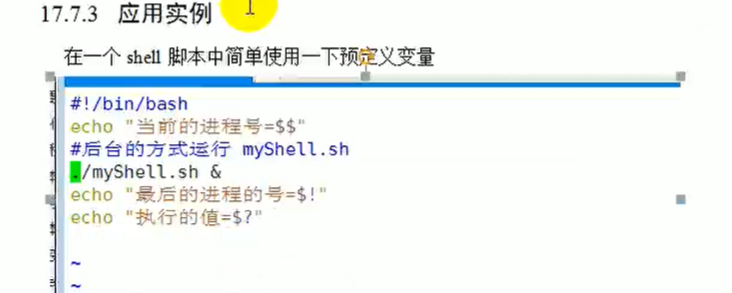 17.7.3 应用实例
在一个 shell 脚本中简单使用一下预定义变量
#!/bin/bash
echo "当前的进程号=$$"
#后台的方式运行 myShell.sh
./myShell.sh &
echo "最后的进程的号=$!"
echo "执行的值=$?"
~
~